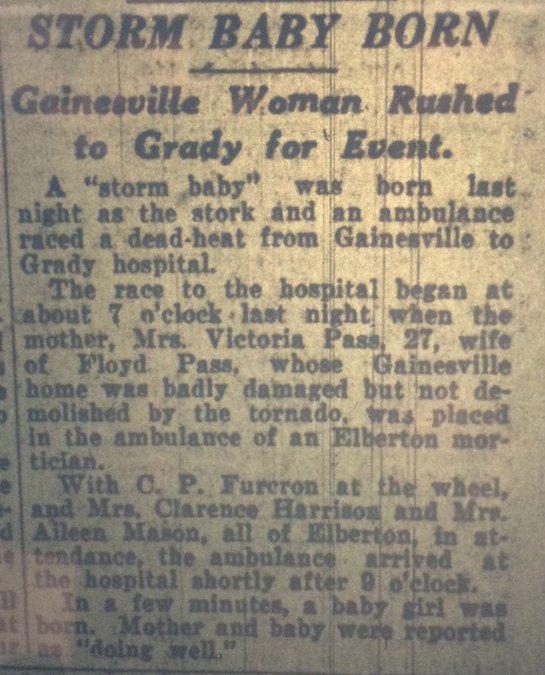 STORM BABY BORN
Gainesville Woman Rushed
to Grady for Event.
A "storm baby" was born last
night as the stork and an ambulance
raced a dead-heat from Gainesville to
Grady hospital.
The race to the hospital began at
about 7 o'clock last night when the
mother, Mrs. Victoria Pass, 27, wife
of Floyd Pass, whose Gainesville
home was badly damaged but not de-
molished by the tornado, was placed
in the ambulance of an Elberton mor-
tician.
With C. P. Furcron at the wheel,
and Mrs. Clarence Harrison and Mrs.
Aileen Mason, all of Elberton, in at-
tendance, the ambulance arrived at
the hospital shortly after 9 o'clock.
In a few minutes, a baby girl was
born. Mother and baby were reported
as "doing well."